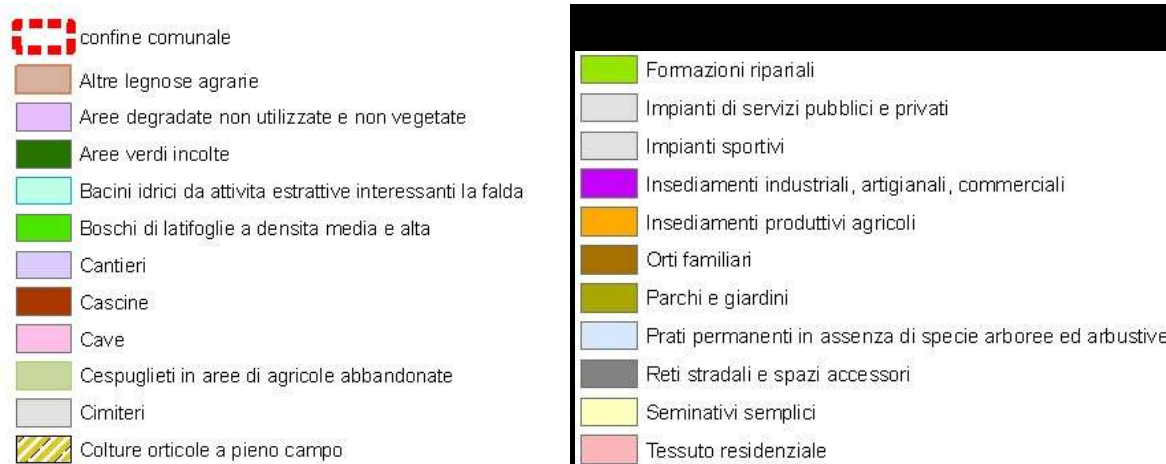 confine comunale
Altre legnose agrarie
Aree degradate non utilizzate e non vegetate
Aree verdi incolte
Bacini idrici da attivita estrattive interessanti la falda
Boschi di latifoglie a densita media e alta
Cantieri
Cascine
Cave
Cespuglieti in aree di agricole abbandonate
Cimiteri
Colture orticole a pieno campo
Formazioni ripariali
Impianti di servizi pubblici e privati
Impianti sportivi
Insediamenti industriali, artigianali, commerciali
Insediamenti produttivi agricoli
Orti familiari
Parchi e giardini
Prati permanenti in assenza di specie arboree ed arbustive
Reti stradali e spazi accessori
Seminativi semplici
Tessuto residenziale